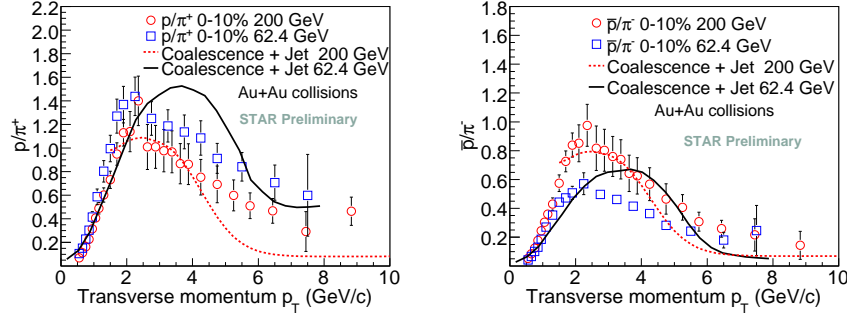 p/π⁺ 0-10% 200 GeV
p/π⁺ 0-10% 62.4 GeV
Coalescence + Jet 200 GeV
Coalescence + Jet 62.4 GeV
Au+Au collisions
STAR Preliminary
p/π⁺
2.2
2.0
1.8
1.6
1.4
1.2
1.0
0.8
0.6
0.4
0.2
0 2 4 6 8 10
Transverse momentum p_T (GeV/c)
p̅/π⁻ 0-10% 200 GeV
p̅/π⁻ 0-10% 62.4 GeV
Coalescence + Jet 200 GeV
Coalescence + Jet 62.4 GeV
Au+Au collisions
STAR Preliminary
p̅/π⁻
1.8
1.6
1.4
1.2
1.0
0.8
0.6
0.4
0.2
0 2 4 6 8 10
Transverse momentum p_T (GeV/c)